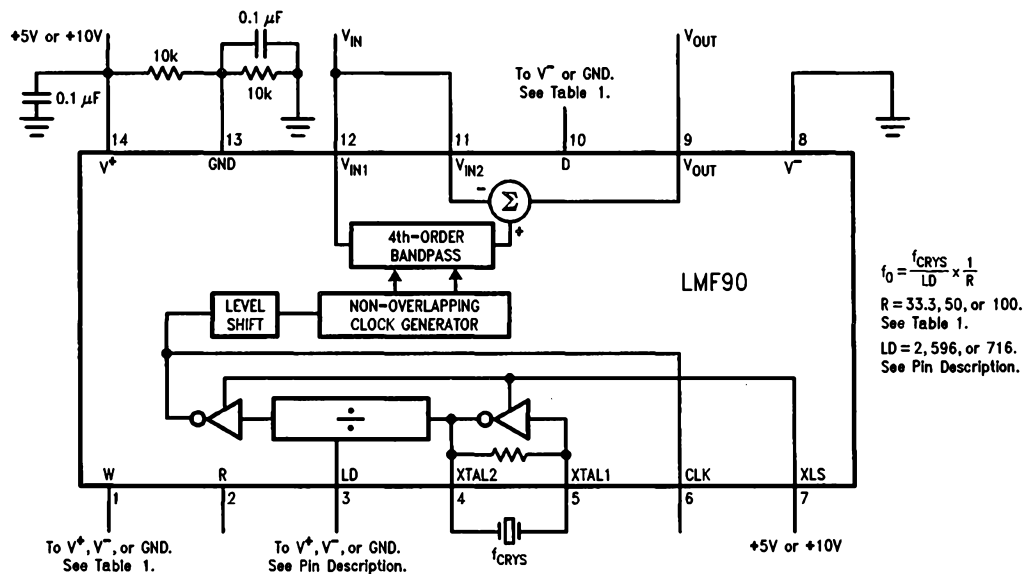 +5V or +10V
0.1 μF
10k
10k
0.1 μF
V_IN
To V⁻ or GND.
See Table 1.
V_OUT
14
13
12
11
10
9
8
V⁺
GND
V_IN1
V_IN2
D
V_OUT
V⁻
-
Σ
+
4th-ORDER
BANDPASS
LMF90
LEVEL
SHIFT
NON-OVERLAPPING
CLOCK GENERATOR
f_O = f_CRYS/LD × 1/R
R = 33.3, 50, or 100.
See Table 1.
LD = 2, 596, or 716.
See Pin Description.
÷
W
R
LD
XTAL2
XTAL1
CLK
XLS
1
2
3
4
5
6
7
To V⁺, V⁻, or GND.
See Table 1.
To V⁺, V⁻, or GND.
See Pin Description.
f_CRYS
+5V or +10V